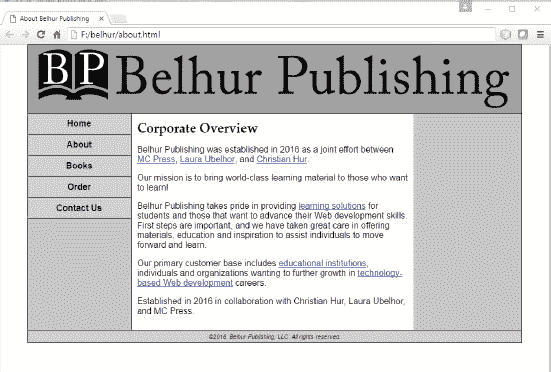 About Belhur Publishing
F:/belhur/about.html
BP Belhur Publishing
Home
About
Books
Order
Contact Us
Corporate Overview
Belhur Publishing was established in 2016 as a joint effort between
MC Press, Laura Ubelhor, and Christian Hur.
Our mission is to bring world-class learning material to those who want
to learn!
Belhur Publishing takes pride in providing learning solutions for
students and those that want to advance their Web development skills.
First steps are important, and we have taken great care in offering
materials, education and inspiration to assist individuals to move
forward and learn.
Our primary customer base includes educational institutions,
individuals and organizations wanting to further growth in technology-
based Web development careers.
Established in 2016 in collaboration with Christian Hur, Laura Ubelhor,
and MC Press.
©2016. Belhur Publishing, LLC. All rights reserved.